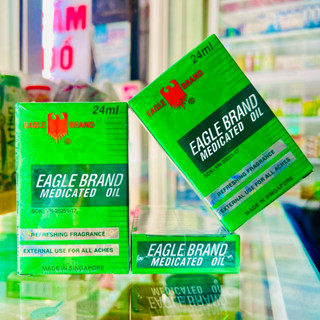 ẤM
ĐỎ
24ml
EAGLE BRAND
EAGLE BRAND
MEDICATED OIL
REFRESHING FRAGRANCE
EXTERNAL USE FOR ALL ACHES
MADE IN SINGAPORE
24ml
EAGLE BRAND
EAGLE BRAND
MEDICATED OIL
REFRESHING FRAGRANCE
EXTERNAL USE FOR ALL ACHES
MADE IN SINGAPORE
EAGLE BRAND
MEDICATED OIL